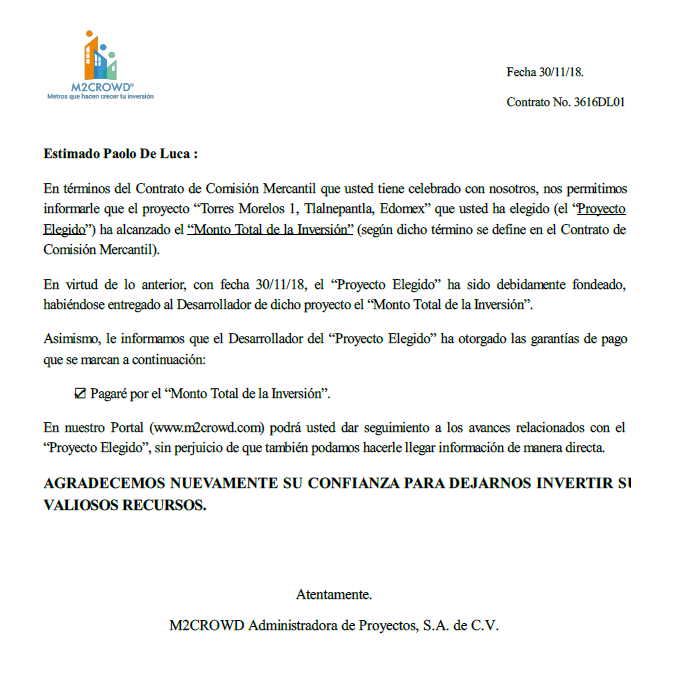 M2CROWD®
Metros que hacen crecer tu inversión
Fecha 30/11/18.
Contrato No. 3616DL01
Estimado Paolo De Luca :
En términos del Contrato de Comisión Mercantil que usted tiene celebrado con nosotros, nos permitimos
informarle que el proyecto “Torres Morelos 1, Tlalnepantla, Edomex” que usted ha elegido (el “Proyecto
Elegido”) ha alcanzado el “Monto Total de la Inversión” (según dicho término se define en el Contrato de
Comisión Mercantil).
En virtud de lo anterior, con fecha 30/11/18, el “Proyecto Elegido” ha sido debidamente fondeado,
habiéndose entregado al Desarrollador de dicho proyecto el “Monto Total de la Inversión”.
Asimismo, le informamos que el Desarrollador del “Proyecto Elegido” ha otorgado las garantías de pago
que se marcan a continuación:
☑ Pagaré por el “Monto Total de la Inversión”.
En nuestro Portal (www.m2crowd.com) podrá usted dar seguimiento a los avances relacionados con el
“Proyecto Elegido”, sin perjuicio de que también podamos hacerle llegar información de manera directa.
AGRADECEMOS NUEVAMENTE SU CONFIANZA PARA DEJARNOS INVERTIR SU
VALIOSOS RECURSOS.
Atentamente.
M2CROWD Administradora de Proyectos, S.A. de C.V.